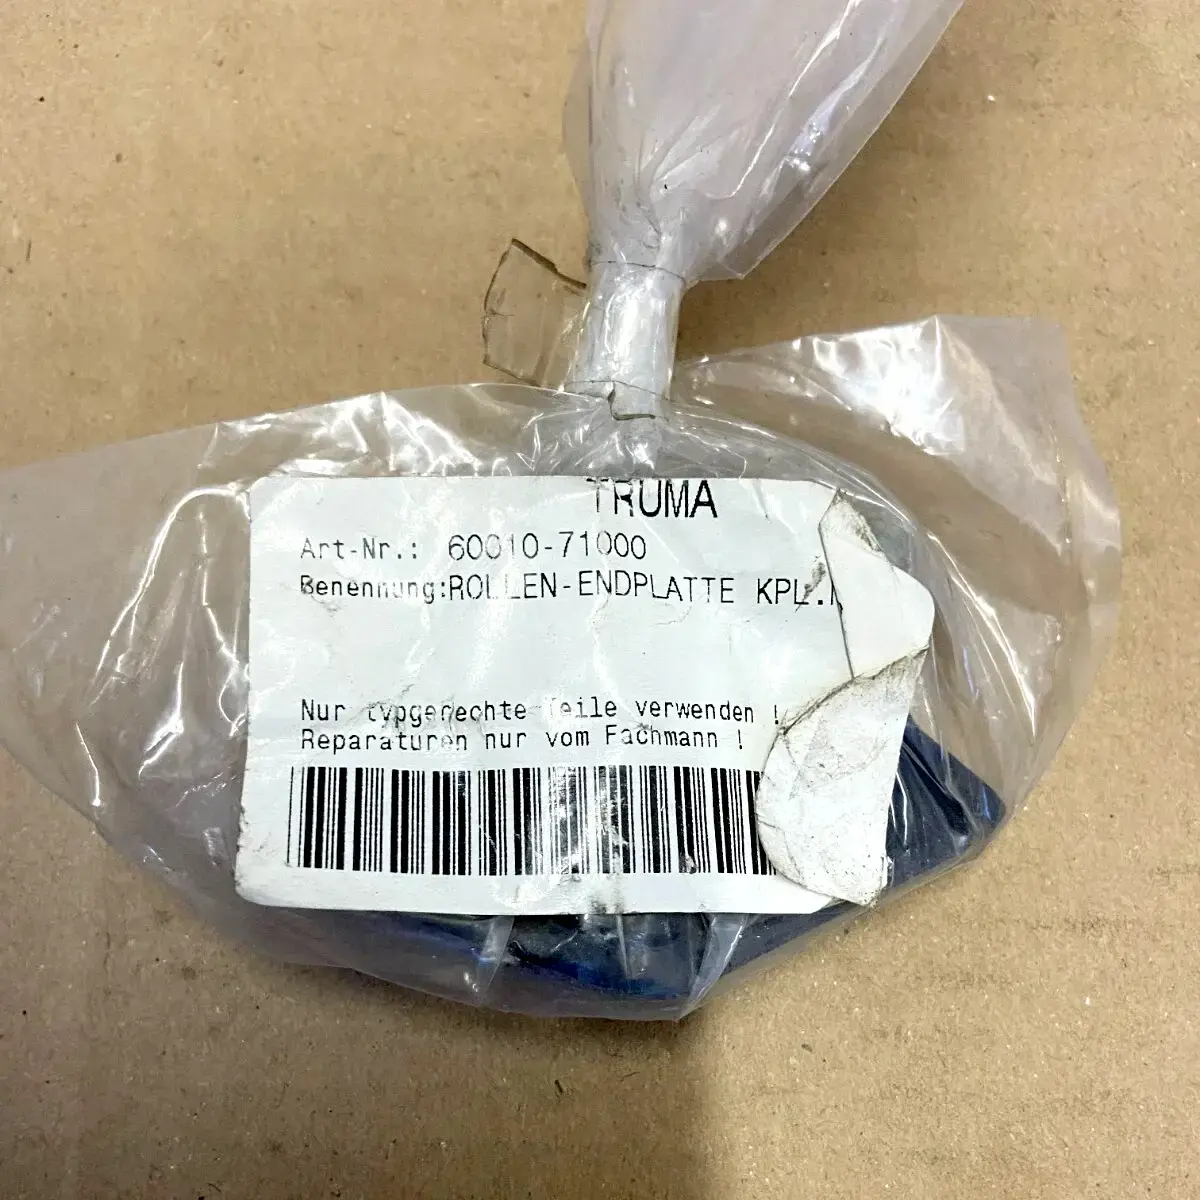 TRUMA
Art-Nr.: 60010-71000
Benennung:ROLLEN-ENDPLATTE KPL.
Nur typgerechte Teile verwenden !
Reparaturen nur vom Fachmann !